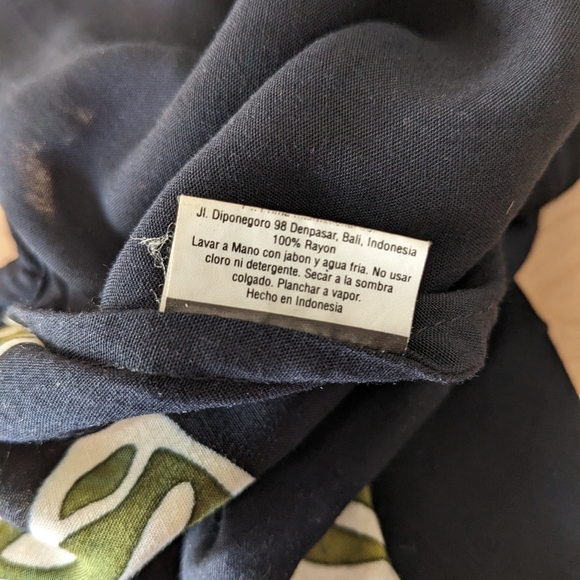 Jl. Diponegoro 98 Denpasar, Bali, Indonesia
100% Rayon
Lavar a Mano con jabon y agua fria. No usar
cloro ni detergente. Secar a la sombra
colgado. Planchar a vapor.
Hecho en Indonesia